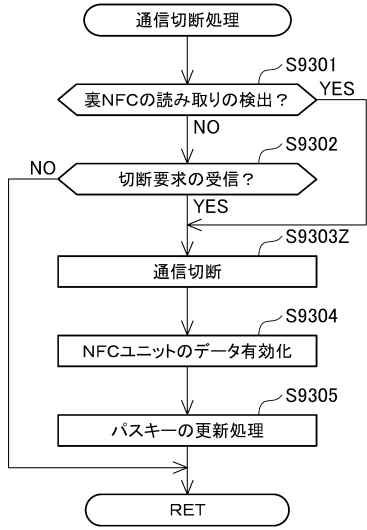 通信切断処理
S9301
裏NFCの読み取りの検出？
YES
NO
S9302
NO
切断要求の受信？
YES
S9303Z
通信切断
S9304
NFCユニットのデータ有効化
S9305
パスキーの更新処理
RET